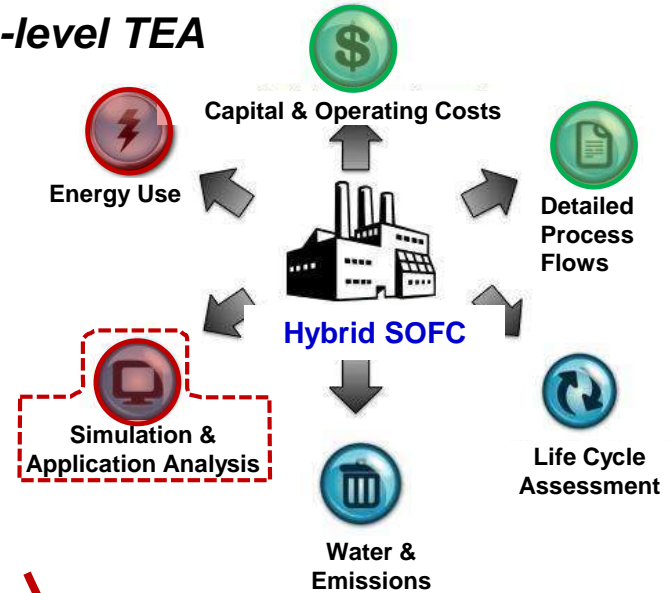 -level TEA
$
Capital & Operating Costs
Energy Use
Detailed
Process
Flows
Hybrid SOFC
Simulation &
Application Analysis
Life Cycle
Assessment
Water &
Emissions